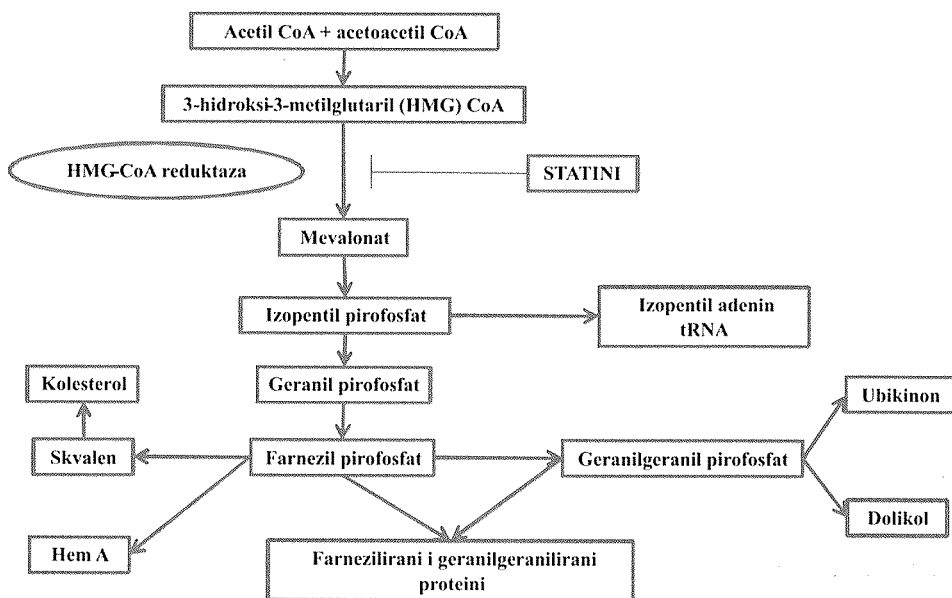 Acetil CoA + acetoacetil CoA
3-hidroksi-3-metilglutaril (HMG) CoA
HMG-CoA reduktaza
STATINI
Mevalonat
Izopentil pirofosfat
Izopentil adenin
tRNA
Kolesterol
Geranil pirofosfat
Ubikinon
Skvalen
Farnezil pirofosfat
Geranilgeranil pirofosfat
Dolikol
Hem A
Farnezilirani i geranilgeranilirani
proteini